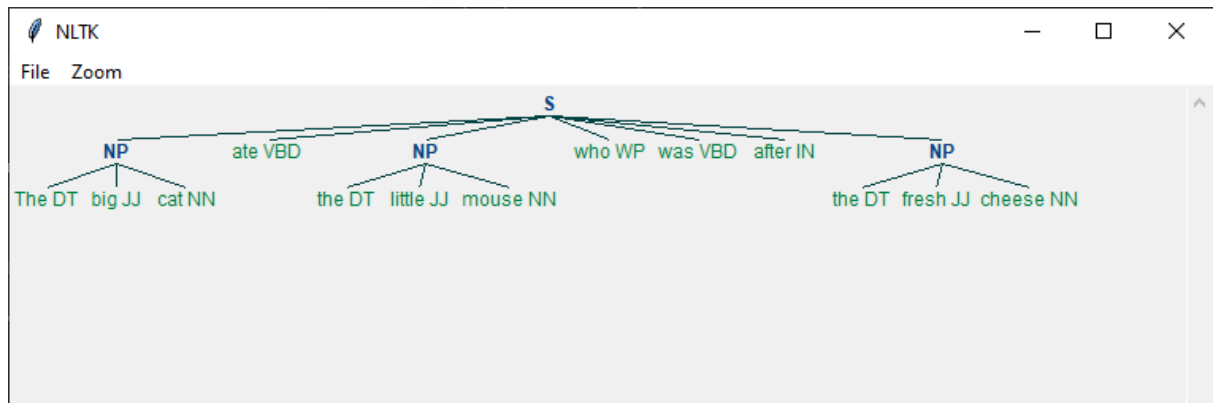 NLTK
File Zoom
S
NP ate VBD NP who WP was VBD after IN NP
The DT big JJ cat NN the DT little JJ mouse NN the DT fresh JJ cheese NN